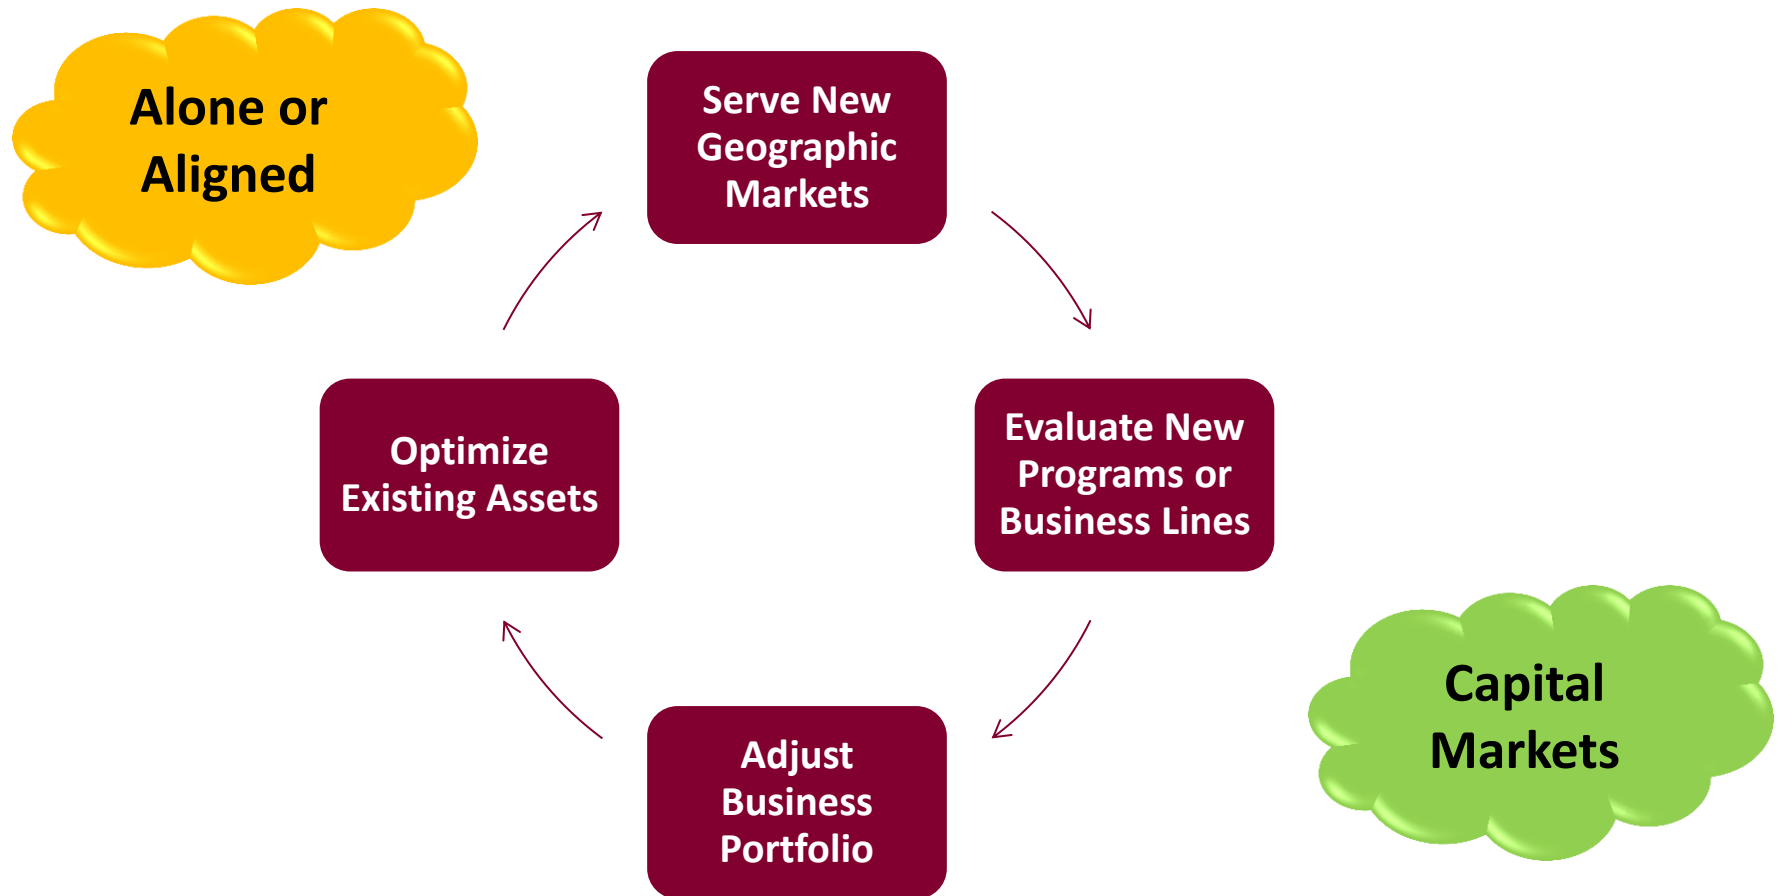 Alone or
Aligned
Serve New
Geographic
Markets
Optimize
Existing Assets
Evaluate New
Programs or
Business Lines
Adjust
Business
Portfolio
Capital
Markets